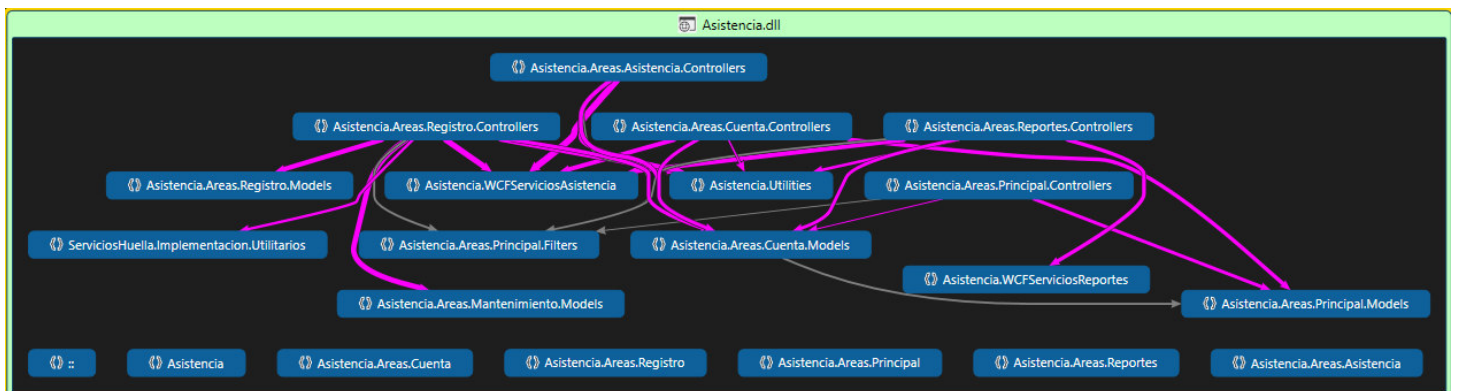 Asistencia.dll
Asistencia.Areas.Asistencia.Controllers
Asistencia.Areas.Registro.Controllers
Asistencia.Areas.Cuenta.Controllers
Asistencia.Areas.Reportes.Controllers
Asistencia.Areas.Registro.Models
Asistencia.WCFServiciosAsistencia
Asistencia.Utilities
Asistencia.Areas.Principal.Controllers
ServiciosHuella.Implementacion.Utilitarios
Asistencia.Areas.Principal.Filters
Asistencia.Areas.Cuenta.Models
Asistencia.WCFServiciosReportes
Asistencia.Areas.Mantenimiento.Models
Asistencia.Areas.Principal.Models
::
Asistencia
Asistencia.Areas.Cuenta
Asistencia.Areas.Registro
Asistencia.Areas.Principal
Asistencia.Areas.Reportes
Asistencia.Areas.Asistencia